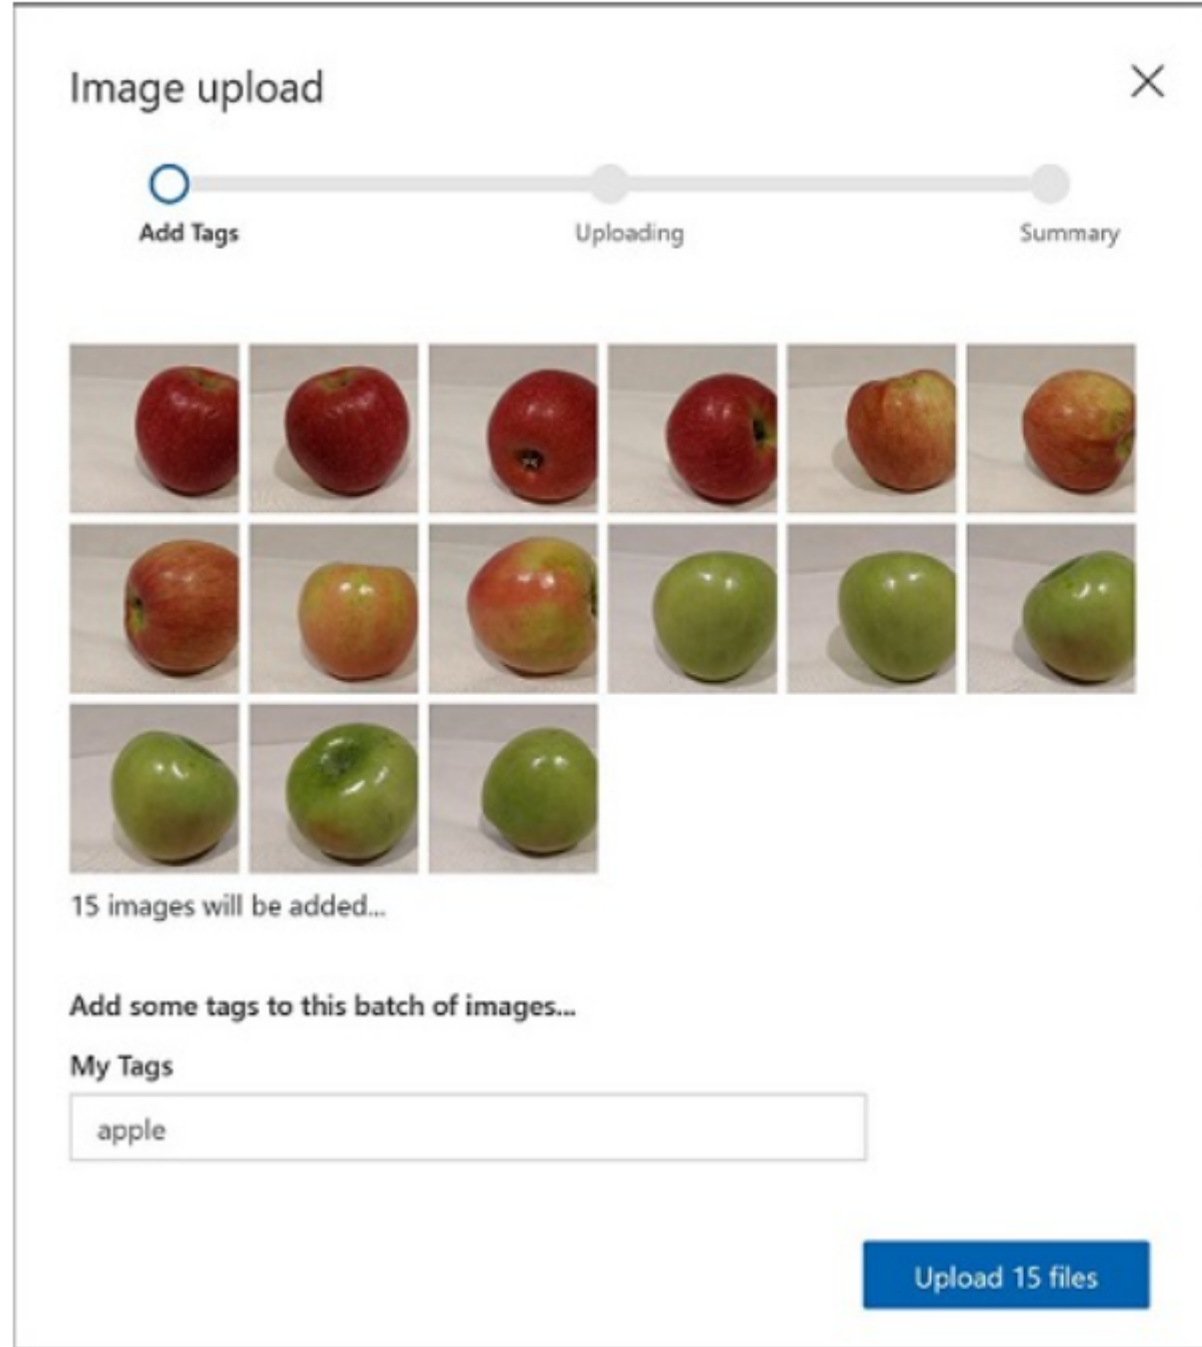 Image upload
Add Tags
Uploading
Summary
15 images will be added...
Add some tags to this batch of images...
My Tags
apple
Upload 15 files